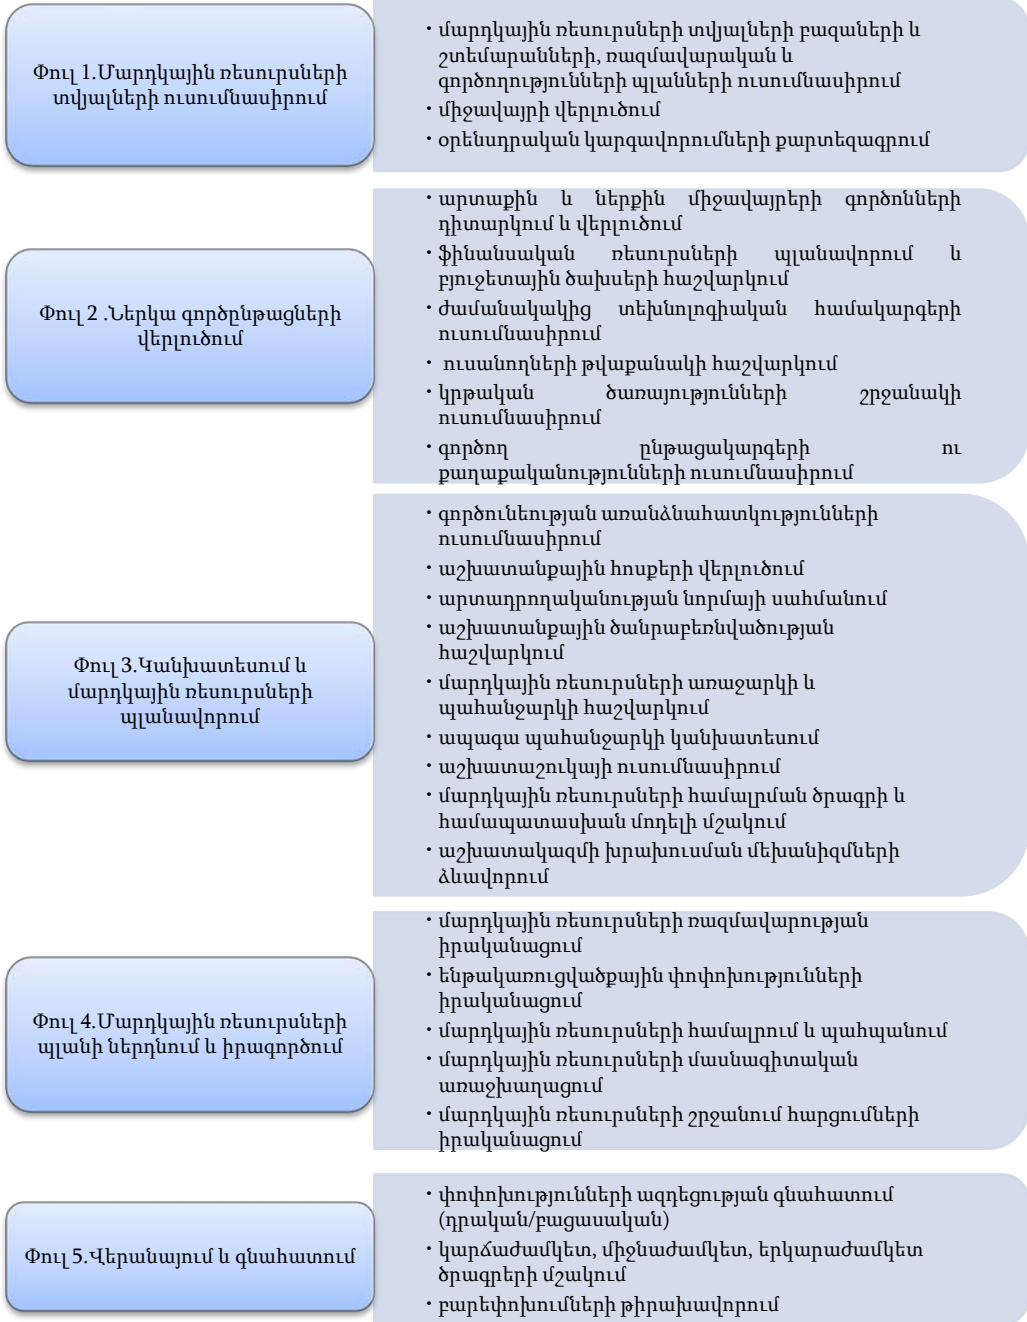 Փուլ 1.Մարդկային ռեսուրսների
տվյալների ուսումնասիրում
· մարդկային ռեսուրսների տվյալների բազաների և
շտեմարանների, ռազմավարական և
գործողությունների պլանների ուսումնասիրում
· միջավայրի վերլուծում
· օրենսդրական կարգավորումների քարտեզագրում
Փուլ 2 .Ներկա գործընթացների
վերլուծում
· արտաքին և ներքին միջավայրերի գործոնների
դիտարկում և վերլուծում
· ֆինանսական ռեսուրսների պլանավորում և
բյուջետային ծախսերի հաշվարկում
· ժամանակակից տեխնոլոգիական համակարգերի
ուսումնասիրում
· ուսանողների թվաքանակի հաշվարկում
· կրթական ծառայությունների շրջանակի
ուսումնասիրում
· գործող ընթացակարգերի ու
քաղաքականությունների ուսումնասիրում
Փուլ 3.Կանխատեսում և
մարդկային ռեսուրսների
պլանավորում
· գործունեության առանձնահատկությունների
ուսումնասիրում
· աշխատանքային հոսքերի վերլուծում
· արտադրողականության նորմայի սահմանում
· աշխատանքային ծանրաբեռնվածության
հաշվարկում
· մարդկային ռեսուրսների առաջարկի և
պահանջարկի հաշվարկում
· ապագա պահանջարկի կանխատեսում
· աշխատաշուկայի ուսումնասիրում
· մարդկային ռեսուրսների համալրման ծրագրի և
համապատասխան մոդելի մշակում
· աշխատակազմի խրախուսման մեխանիզմների
ձևավորում
Փուլ 4.Մարդկային ռեսուրսների
պլանի ներդնում և իրագործում
· մարդկային ռեսուրսների ռազմավարության
իրականացում
· ենթակառուցվածքային փոփոխությունների
իրականացում
· մարդկային ռեսուրսների համալրում և պահպանում
· մարդկային ռեսուրսների մասնագիտական
առաջխաղացում
· մարդկային ռեսուրսների շրջանում հարցումների
իրականացում
Փուլ 5.Վերանայում և գնահատում
· փոփոխությունների ազդեցության գնահատում
(դրական/բացասական)
· կարճաժամկետ, միջնաժամկետ, երկարաժամկետ
ծրագրերի մշակում
· բարեփոխումների թիրախավորում